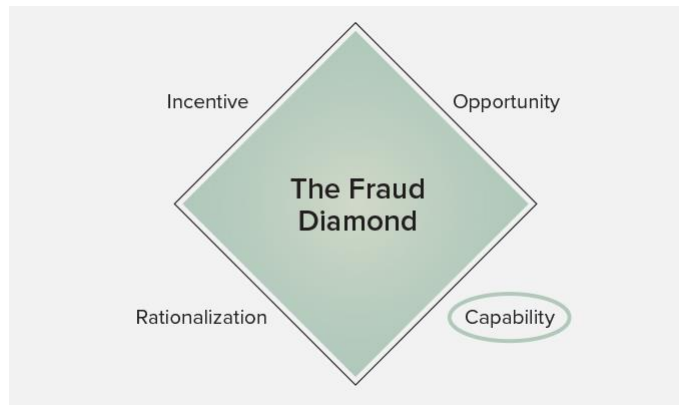 Incentive
Opportunity
The Fraud
Diamond
Rationalization
Capability